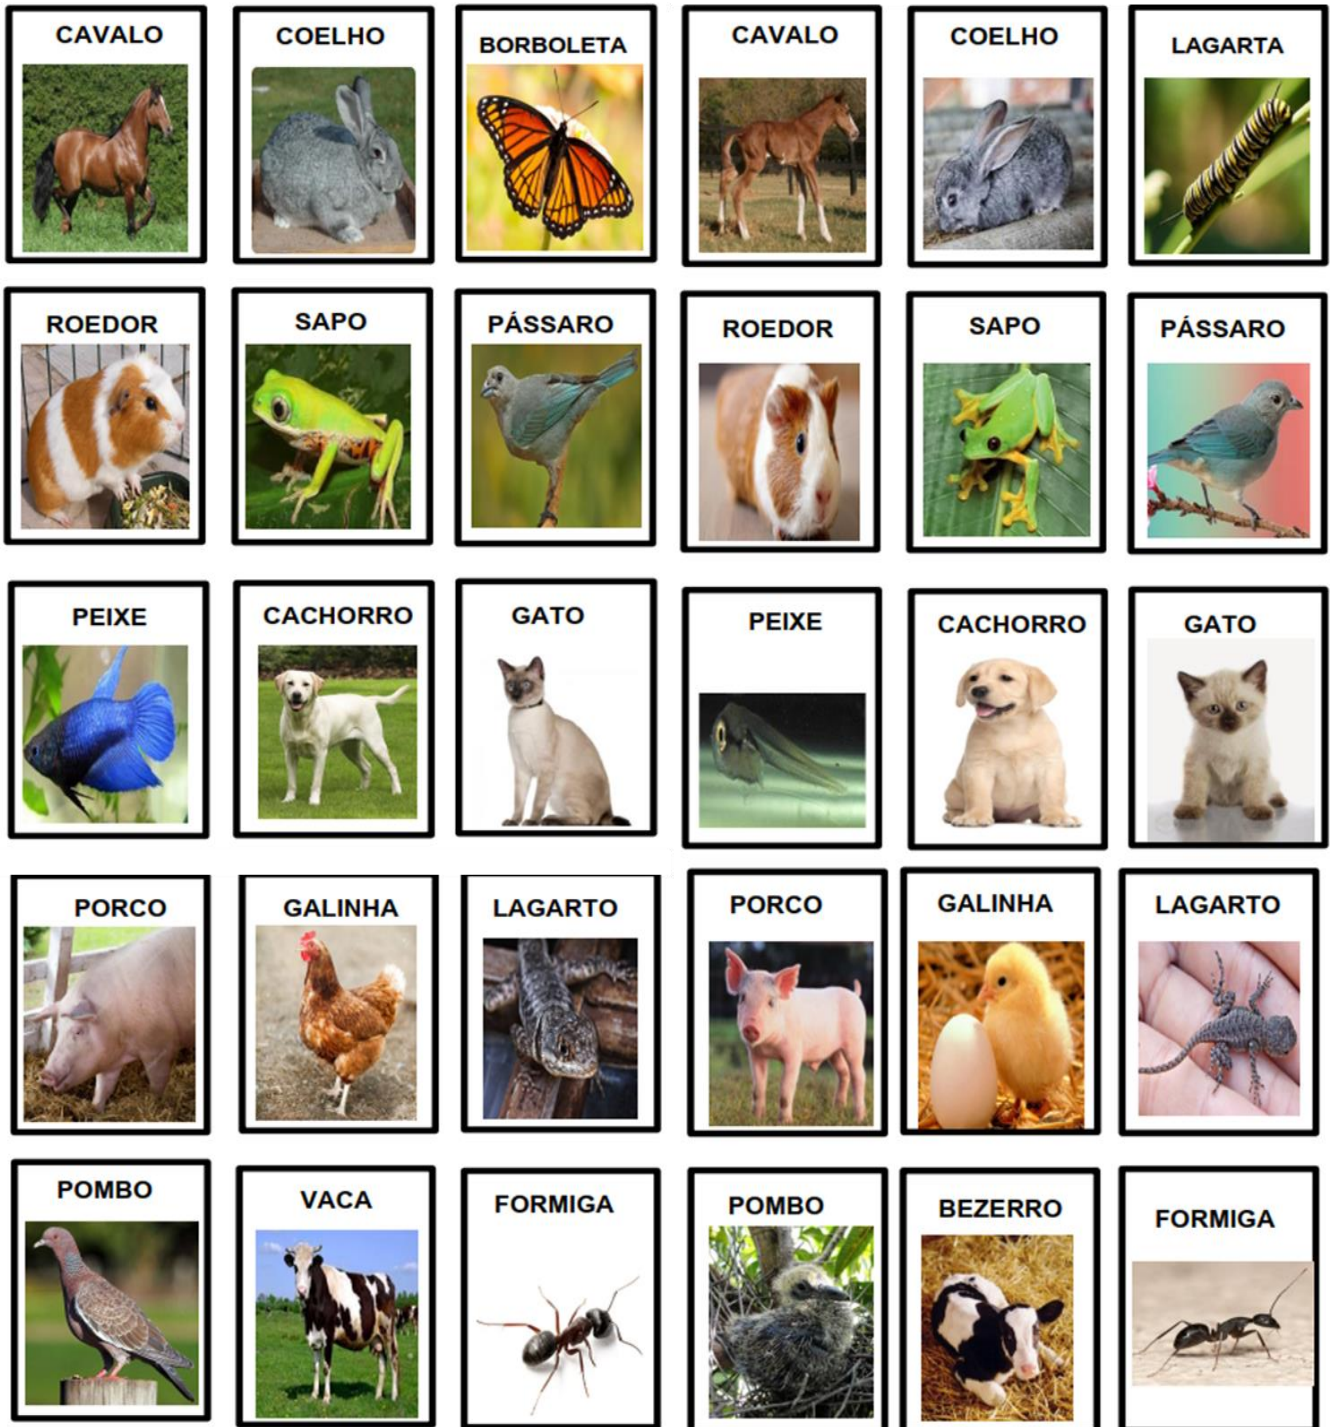 CAVALO
COELHO
BORBOLETA
CAVALO
COELHO
LAGARTA
ROEDOR
SAPO
PÁSSARO
ROEDOR
SAPO
PÁSSARO
PEIXE
CACHORRO
GATO
PEIXE
CACHORRO
GATO
PORCO
GALINHA
LAGARTO
PORCO
GALINHA
LAGARTO
POMBO
VACA
FORMIGA
POMBO
BEZERRO
FORMIGA